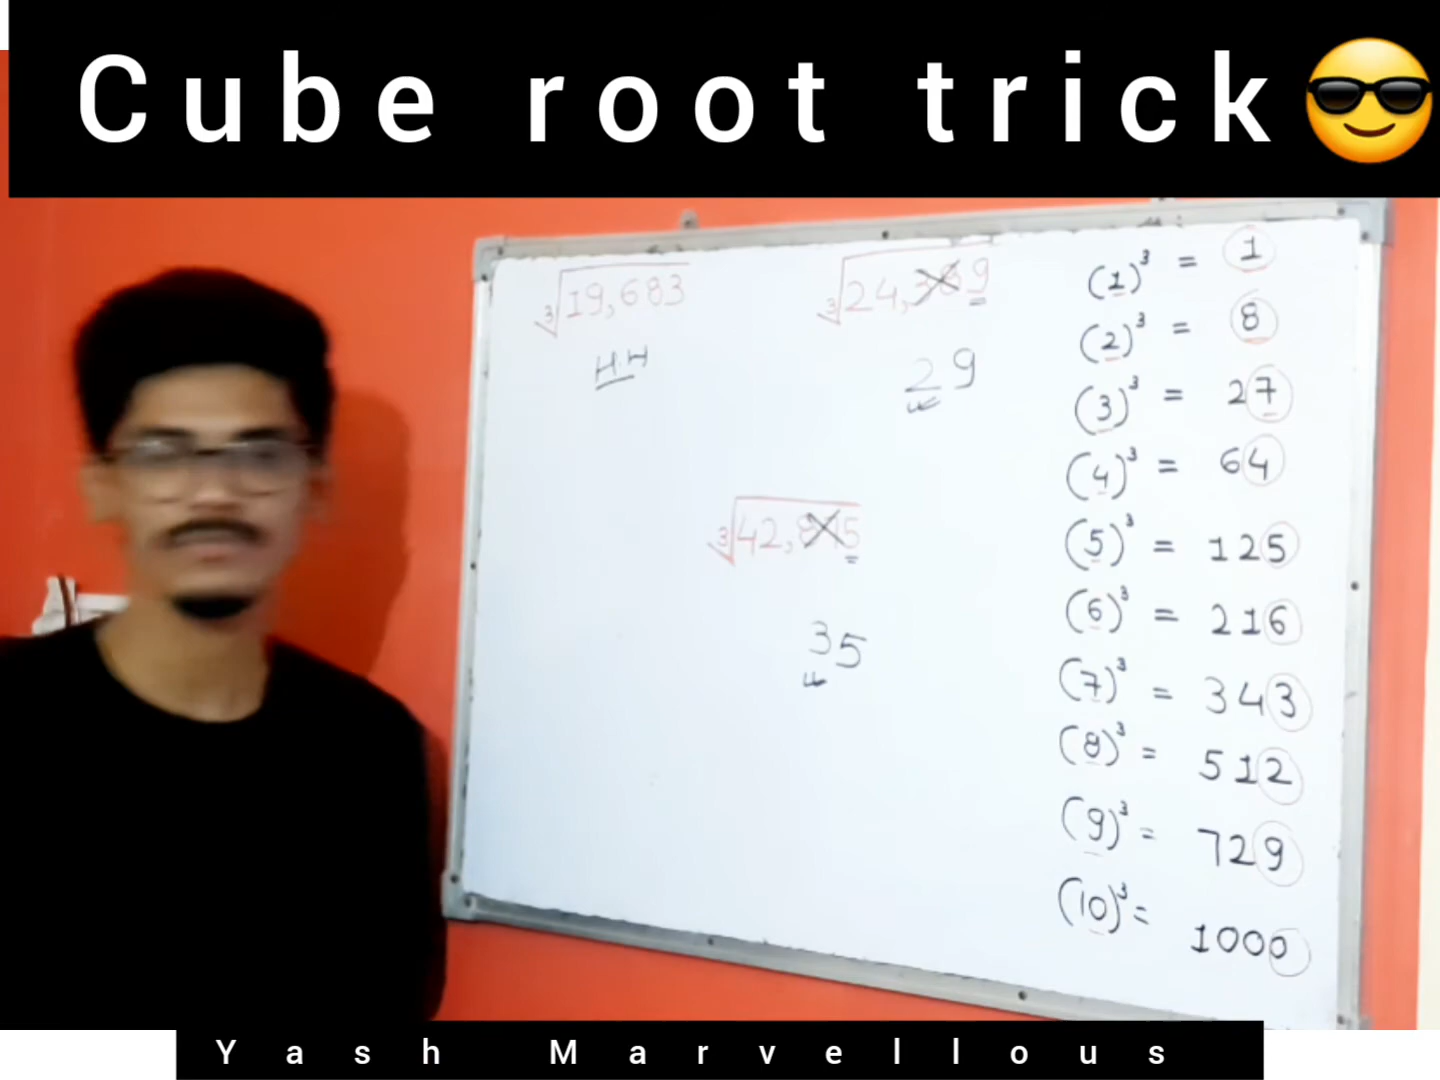 Cube root trick
∛19,683
H.H
∛24,389
29
∛42,875
35
(1)³ = 1
(2)³ = 8
(3)³ = 27
(4)³ = 64
(5)³ = 125
(6)³ = 216
(7)³ = 343
(8)³ = 512
(9)³ = 729
(10)³ = 1000
Yash Marvellous